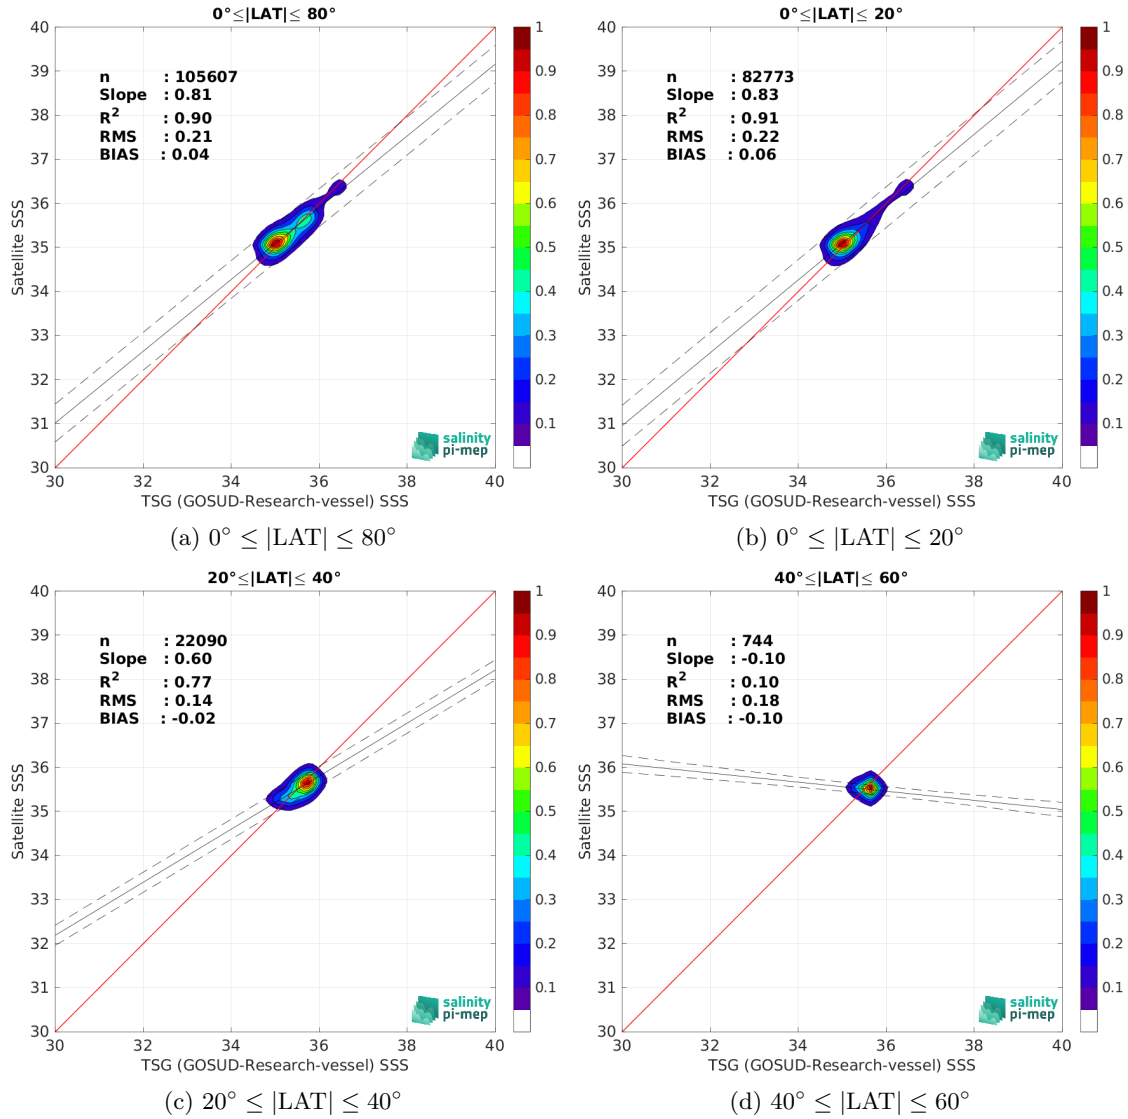 0°≤|LAT|≤ 80°
40
39
38
37
36
35
34
33
32
31
30
30
32
34
36
38
40
Satellite SSS
TSG (GOSUD-Research-vessel) SSS
n : 105607
Slope : 0.81
R² : 0.90
RMS : 0.21
BIAS : 0.04
1
0.9
0.8
0.7
0.6
0.5
0.4
0.3
0.2
0.1
salinity
pi-mep
(a) 0° ≤ |LAT| ≤ 80°
0°≤|LAT|≤ 20°
40
39
38
37
36
35
34
33
32
31
30
30
32
34
36
38
40
Satellite SSS
TSG (GOSUD-Research-vessel) SSS
n : 82773
Slope : 0.83
R² : 0.91
RMS : 0.22
BIAS : 0.06
1
0.9
0.8
0.7
0.6
0.5
0.4
0.3
0.2
0.1
salinity
pi-mep
(b) 0° ≤ |LAT| ≤ 20°
20°≤|LAT|≤ 40°
40
39
38
37
36
35
34
33
32
31
30
30
32
34
36
38
40
Satellite SSS
TSG (GOSUD-Research-vessel) SSS
n : 22090
Slope : 0.60
R² : 0.77
RMS : 0.14
BIAS : -0.02
1
0.9
0.8
0.7
0.6
0.5
0.4
0.3
0.2
0.1
salinity
pi-mep
(c) 20° ≤ |LAT| ≤ 40°
40°≤|LAT|≤ 60°
40
39
38
37
36
35
34
33
32
31
30
30
32
34
36
38
40
Satellite SSS
TSG (GOSUD-Research-vessel) SSS
n : 744
Slope : -0.10
R² : 0.10
RMS : 0.18
BIAS : -0.10
1
0.9
0.8
0.7
0.6
0.5
0.4
0.3
0.2
0.1
salinity
pi-mep
(d) 40° ≤ |LAT| ≤ 60°